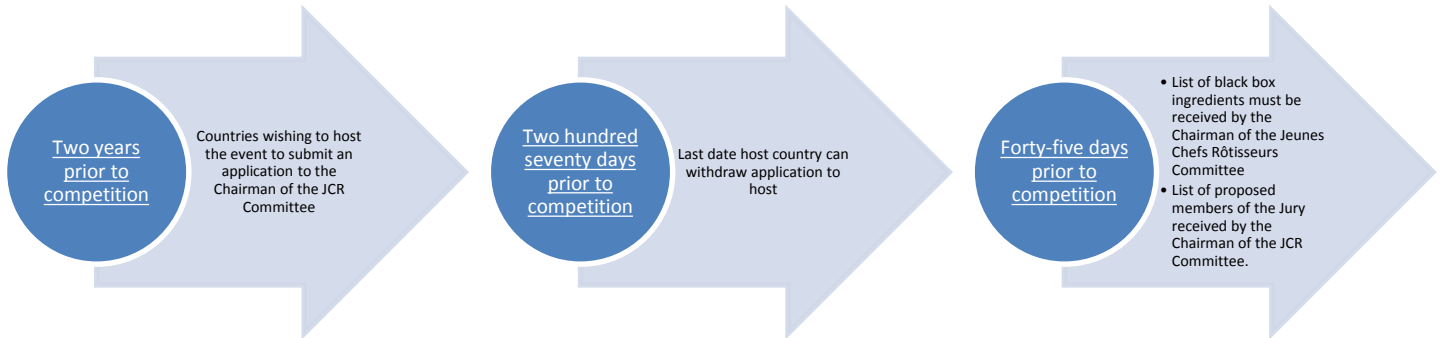 Two years
prior to
competition
Countries wishing to host
the event to submit an
application to the
Chairman of the JCR
Committee
Two hundred
seventy days
prior to
competition
Last date host country can
withdraw application to
host
Forty-five days
prior to
competition
• List of black box
ingredients must be
received by the
Chairman of the Jeunes
Chefs Rôtisseurs
Committee
• List of proposed
members of the Jury
received by the
Chairman of the JCR
Committee.